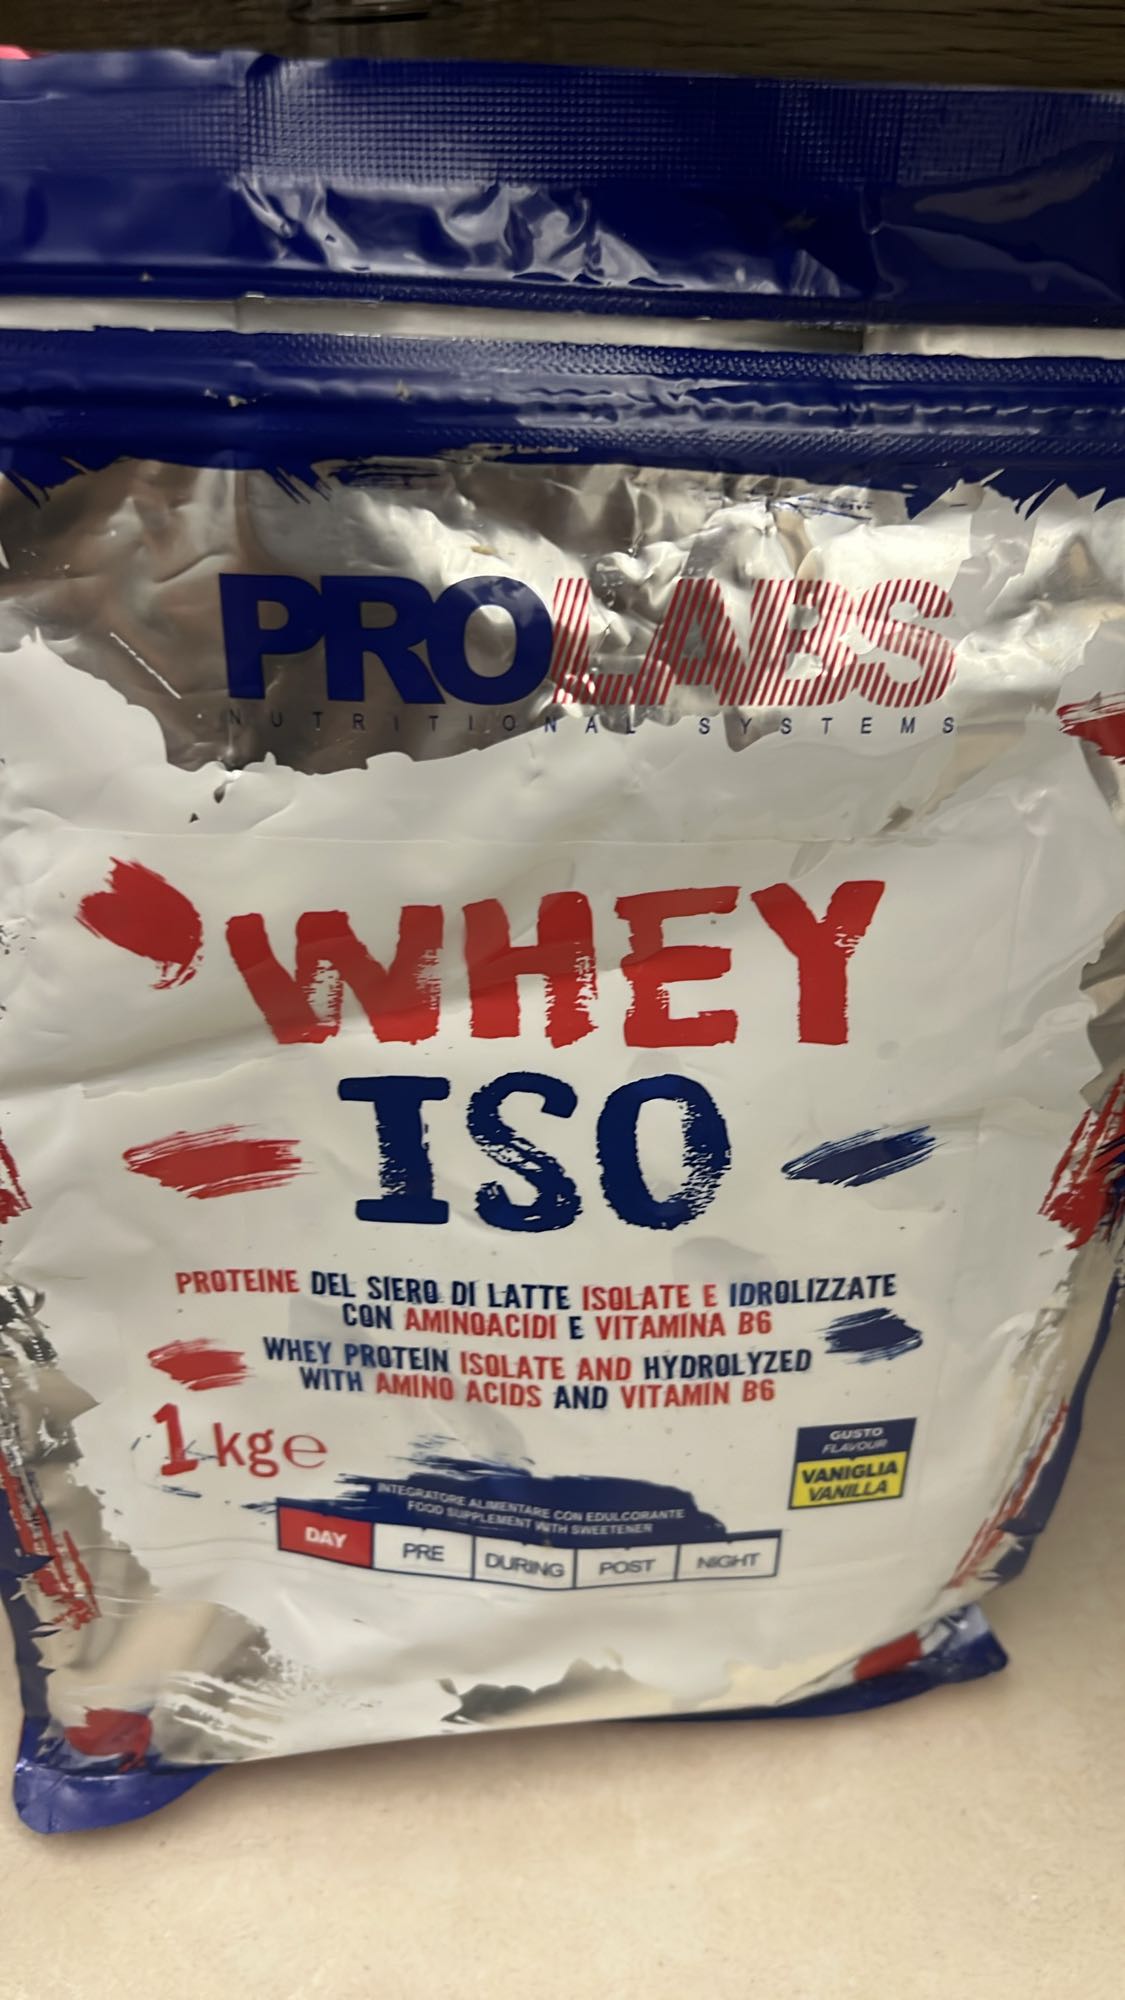 PROLABS
NUTRITIONAL SYSTEMS
WHEY
ISO
PROTEINE DEL SIERO DI LATTE ISOLATE E IDROLIZZATE
CON AMINOACIDI E VITAMINA B6
WHEY PROTEIN ISOLATE AND HYDROLYZED
WITH AMINO ACIDS AND VITAMIN B6
1 kg e
GUSTO
FLAVOUR
VANIGLIA
VANILLA
INTEGRATORE ALIMENTARE CON EDULCORANTE
FOOD SUPPLEMENT WITH SWEETENER
DAY PRE DURING POST NIGHT